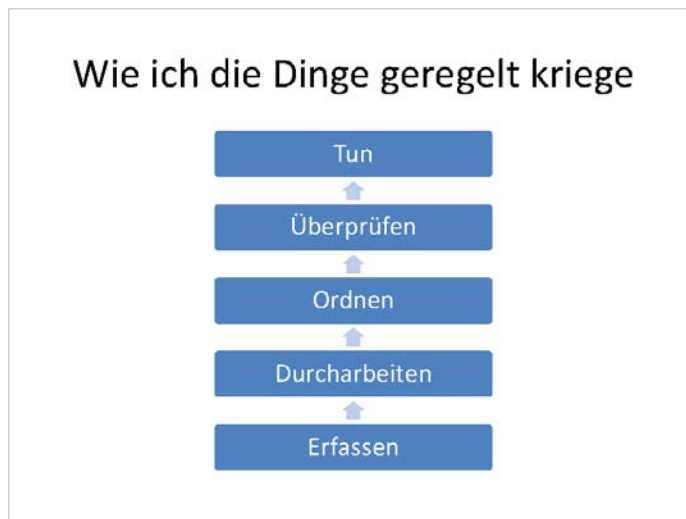 Wie ich die Dinge geregelt kriege
Tun
Überprüfen
Ordnen
Durcharbeiten
Erfassen